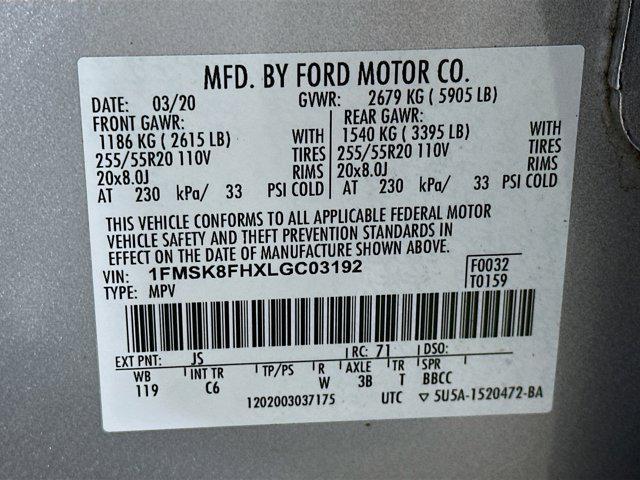 MFD. BY FORD MOTOR CO.
DATE: 03/20 GVWR: 2679 KG ( 5905 LB)
FRONT GAWR: REAR GAWR:
1186 KG ( 2615 LB) WITH 1540 KG ( 3395 LB) WITH
255/55R20 110V TIRES 255/55R20 110V TIRES
20x8.0J RIMS 20x8.0J RIMS
AT 230 kPa/ 33 PSI COLD AT 230 kPa/ 33 PSI COLD
THIS VEHICLE CONFORMS TO ALL APPLICABLE FEDERAL MOTOR
VEHICLE SAFETY AND THEFT PREVENTION STANDARDS IN
EFFECT ON THE DATE OF MANUFACTURE SHOWN ABOVE.
VIN: 1FMSK8FHXLGC03192 F0032
TYPE: MPV T0159
EXT PNT: JS RC: 71 DSO:
WB INT TR TP/PS R AXLE TR SPR
119 C6 W 3B T BBCC
1202003037175 UTC ▽ 5U5A-1520472-BA